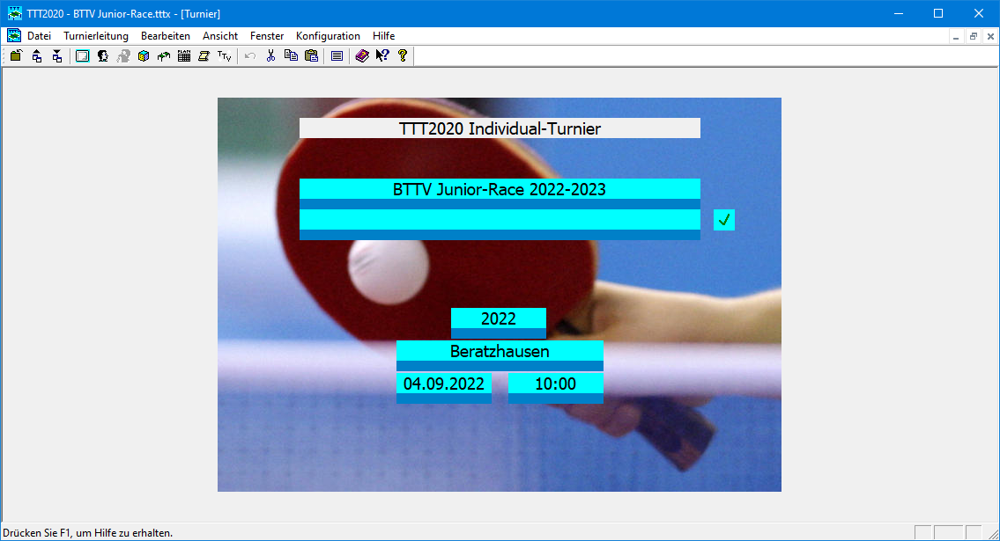 TTT2020 - BTTV Junior-Race.tttx - [Turnier]
Datei Turnierleitung Bearbeiten Ansicht Fenster Konfiguration Hilfe
TTT2020 Individual-Turnier
BTTV Junior-Race 2022-2023
2022
Beratzhausen
04.09.2022 10:00
Drücken Sie F1, um Hilfe zu erhalten.